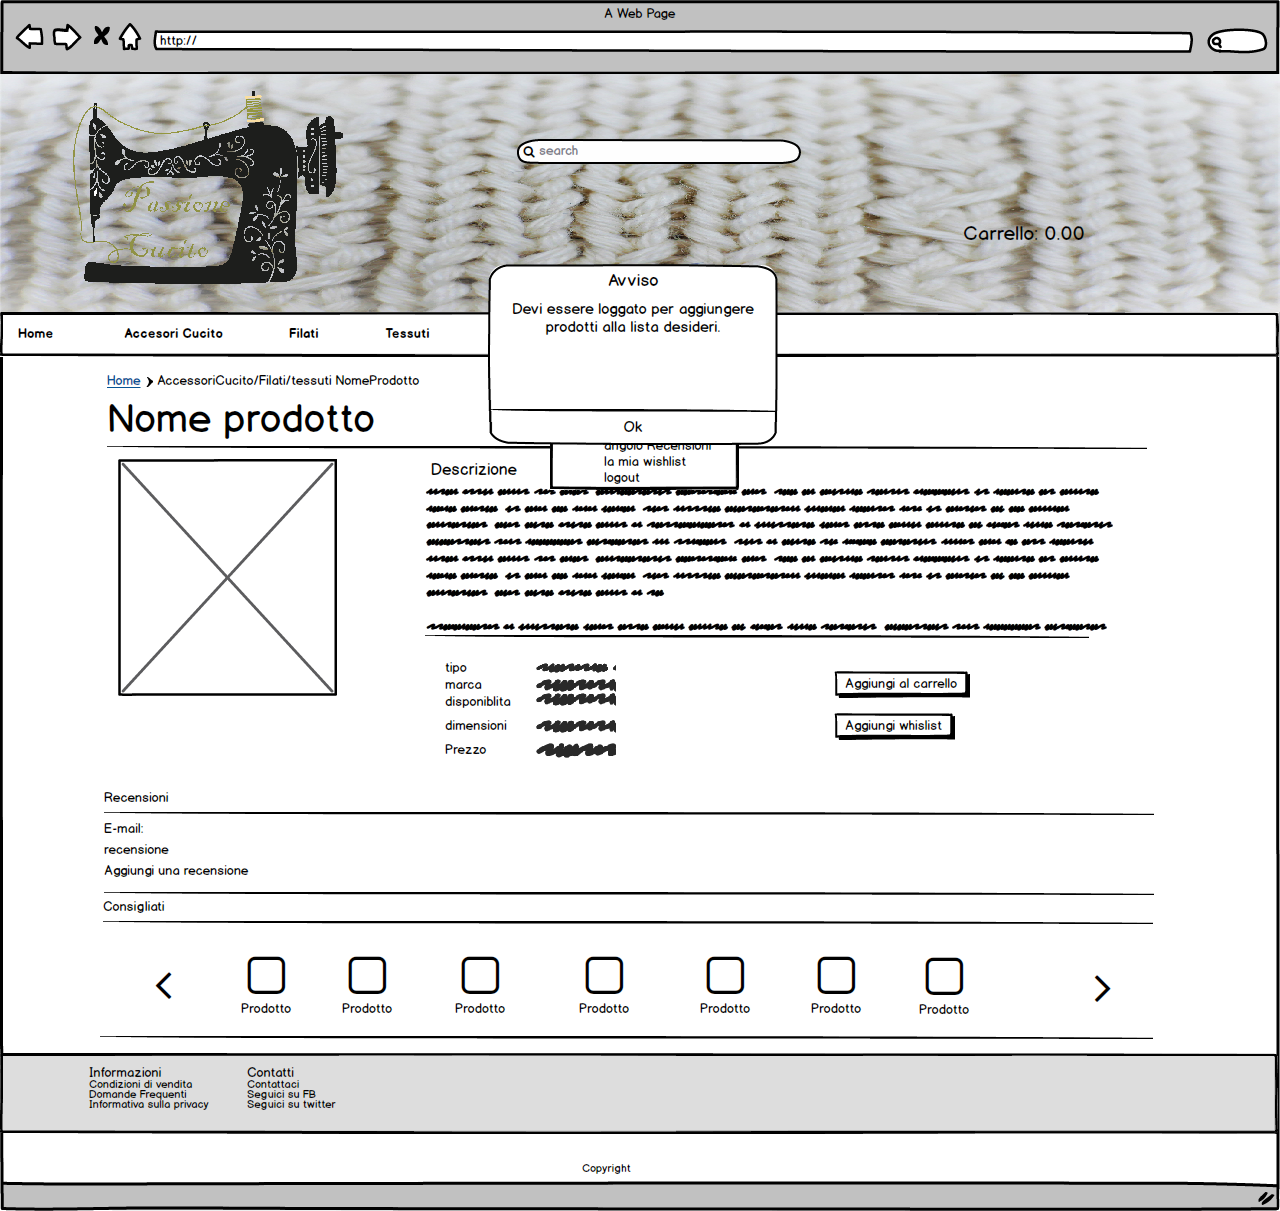 A Web Page
http://
search
Passione
Cucito
Carrello: 0.00
Avviso
Devi essere loggato per aggiungere
prodotti alla lista desideri.
Ok
Home
Accesori Cucito
Filati
Tessuti
Home AccessoriCucito/Filati/tessuti NomeProdotto
Nome prodotto
angolo Recensioni
la mia wishlist
logout
Descrizione
tipo
marca
disponiblita
dimensioni
Prezzo
Aggiungi al carrello
Aggiungi whislist
Recensioni
E-mail:
recensione
Aggiungi una recensione
Consigliati
Prodotto
Prodotto
Prodotto
Prodotto
Prodotto
Prodotto
Prodotto
Informazioni
Condizioni di vendita
Domande Frequenti
Informativa sulla privacy
Contatti
Contattaci
Seguici su FB
Seguici su twitter
Copyright